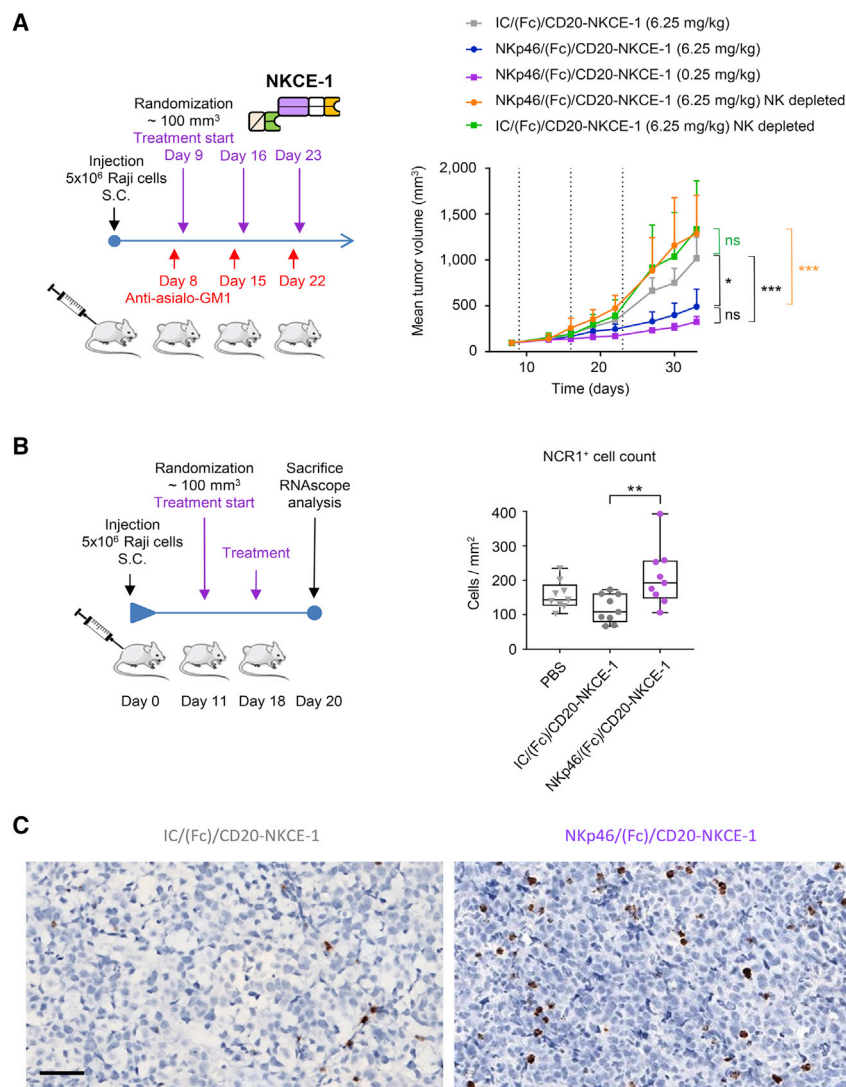 A
NKCE-1
Randomization
~ 100 mm³
Treatment start
Day 9 Day 16 Day 23
Injection
5x10⁶ Raji cells
S.C.
Day 8 Day 15 Day 22
Anti-asialo-GM1
IC/(Fc)/CD20-NKCE-1 (6.25 mg/kg)
NKp46/(Fc)/CD20-NKCE-1 (6.25 mg/kg)
NKp46/(Fc)/CD20-NKCE-1 (0.25 mg/kg)
NKp46/(Fc)/CD20-NKCE-1 (6.25 mg/kg) NK depleted
IC/(Fc)/CD20-NKCE-1 (6.25 mg/kg) NK depleted
Mean tumor volume (mm³)
2,000
1,500
1,000
500
0
10 20 30
Time (days)
ns
*
ns
***
***
B
Randomization
~ 100 mm³
Treatment start
Sacrifice
RNAscope
analysis
Injection
5x10⁶ Raji cells
S.C.
Treatment
Day 0 Day 11 Day 18 Day 20
NCR1⁺ cell count
**
Cells / mm²
400
300
200
100
0
PBS
IC/(Fc)/CD20-NKCE-1
NKp46/(Fc)/CD20-NKCE-1
C
IC/(Fc)/CD20-NKCE-1
NKp46/(Fc)/CD20-NKCE-1